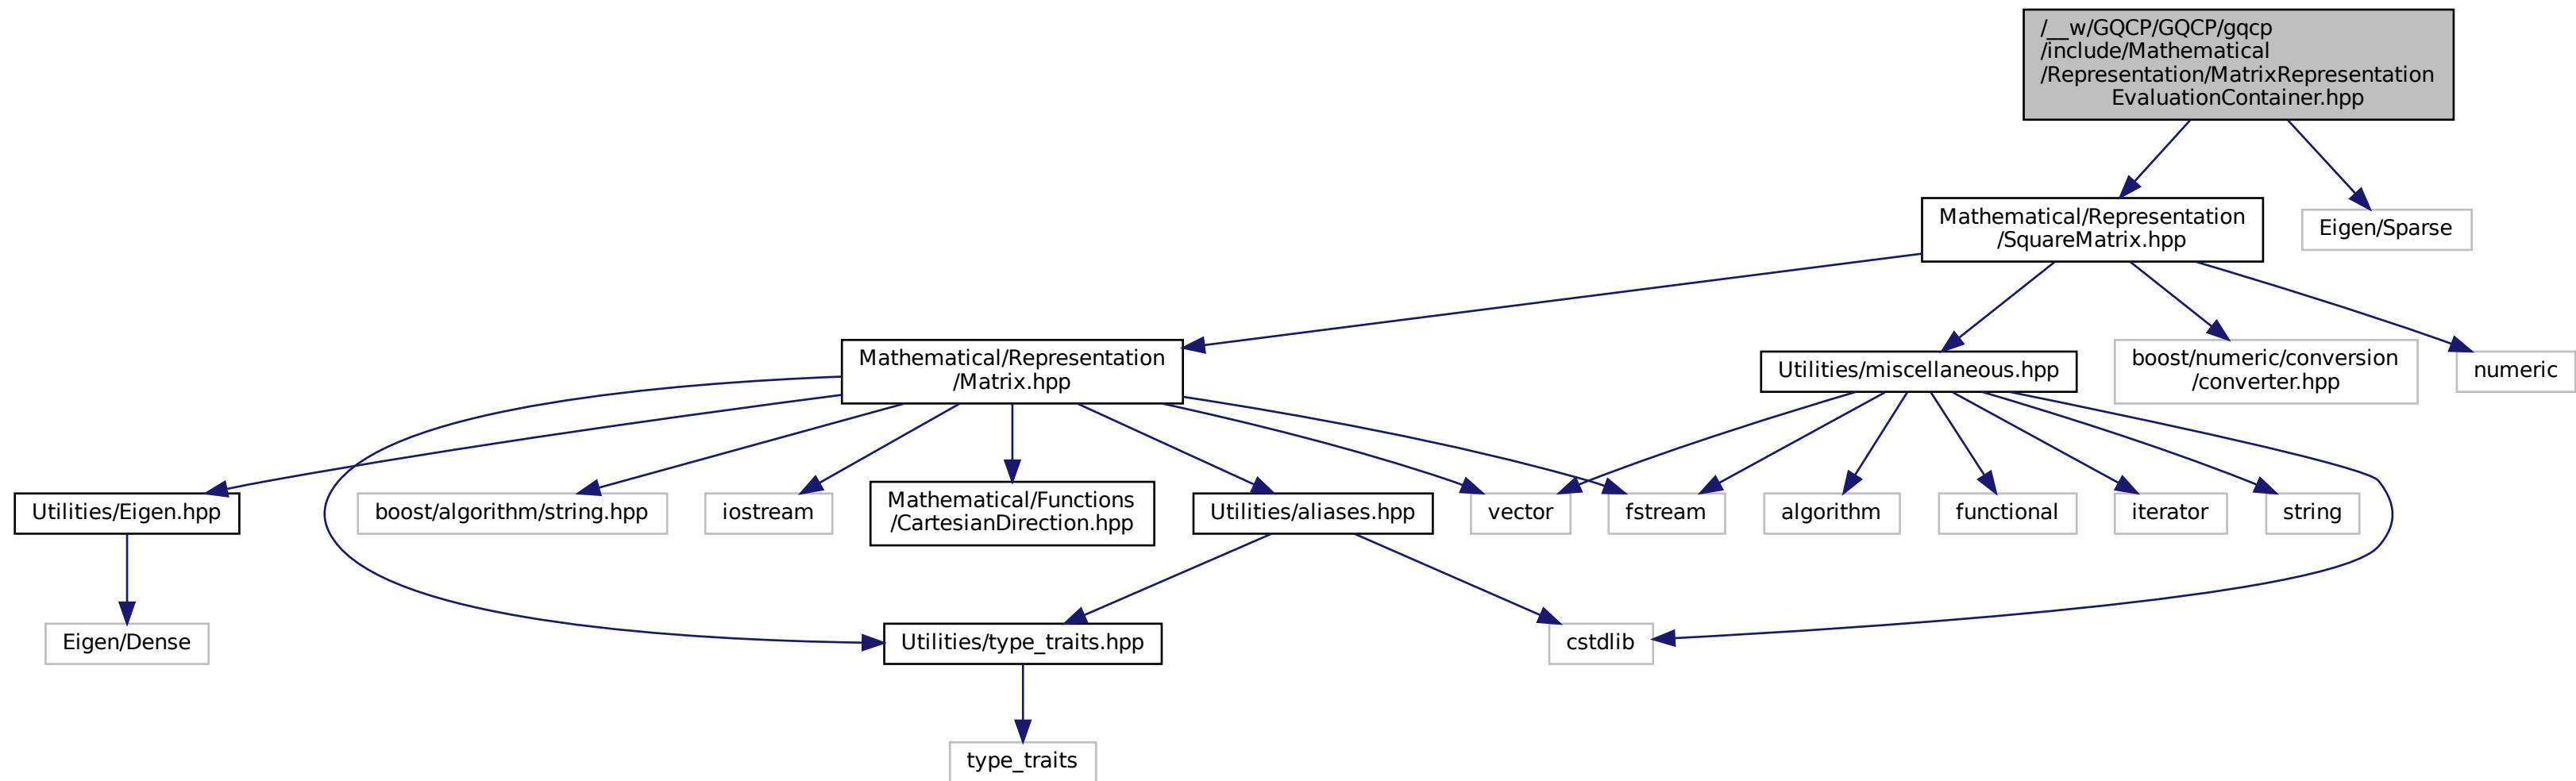 /__w/GQCP/GQCP/gqcp
/include/Mathematical
/Representation/MatrixRepresentation
EvaluationContainer.hpp
Mathematical/Representation
/SquareMatrix.hpp
Eigen/Sparse
Mathematical/Representation
/Matrix.hpp
Utilities/miscellaneous.hpp
boost/numeric/conversion
/converter.hpp
numeric
Utilities/Eigen.hpp
boost/algorithm/string.hpp
iostream
Mathematical/Functions
/CartesianDirection.hpp
Utilities/aliases.hpp
vector
fstream
algorithm
functional
iterator
string
Eigen/Dense
Utilities/type_traits.hpp
cstdlib
type_traits